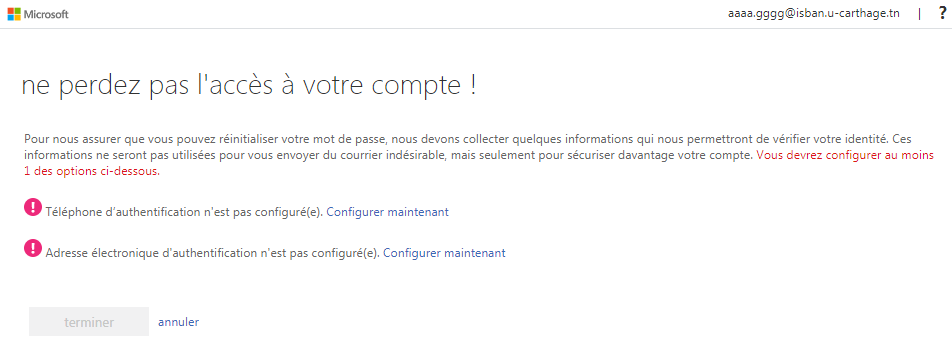 Microsoft
aaaa.gggg@isban.u-carthage.tn | ?
ne perdez pas l'accès à votre compte !
Pour nous assurer que vous pouvez réinitialiser votre mot de passe, nous devons collecter quelques informations qui nous permettront de vérifier votre identité. Ces
informations ne seront pas utilisées pour vous envoyer du courrier indésirable, mais seulement pour sécuriser davantage votre compte. Vous devrez configurer au moins
1 des options ci-dessous.
Téléphone d'authentification n'est pas configuré(e). Configurer maintenant
Adresse électronique d'authentification n'est pas configuré(e). Configurer maintenant
terminer annuler